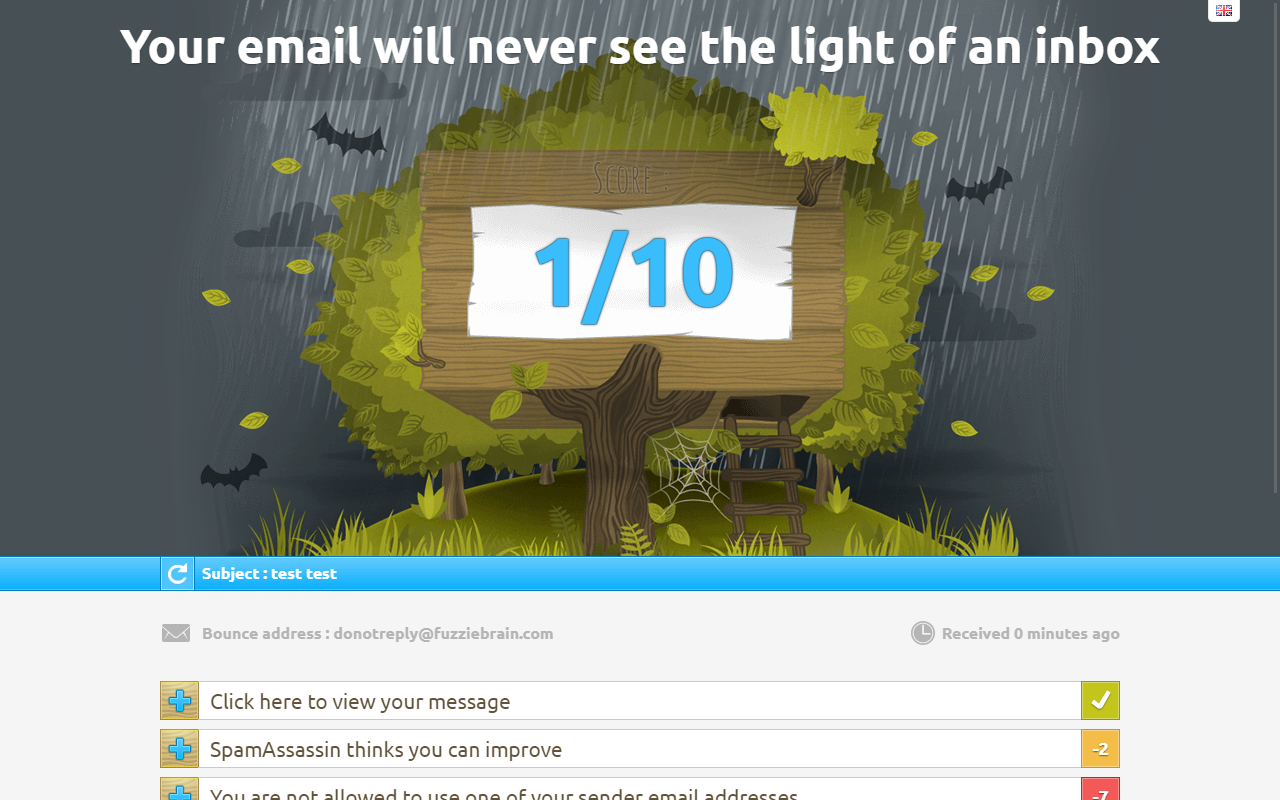 Your email will never see the light of an inbox
Score :
1/10
Subject : test test
Bounce address : donotreply@fuzziebrain.com
Received 0 minutes ago
Click here to view your message
SpamAssassin thinks you can improve
-2
You are not allowed to use one of your sender email addresses
-7